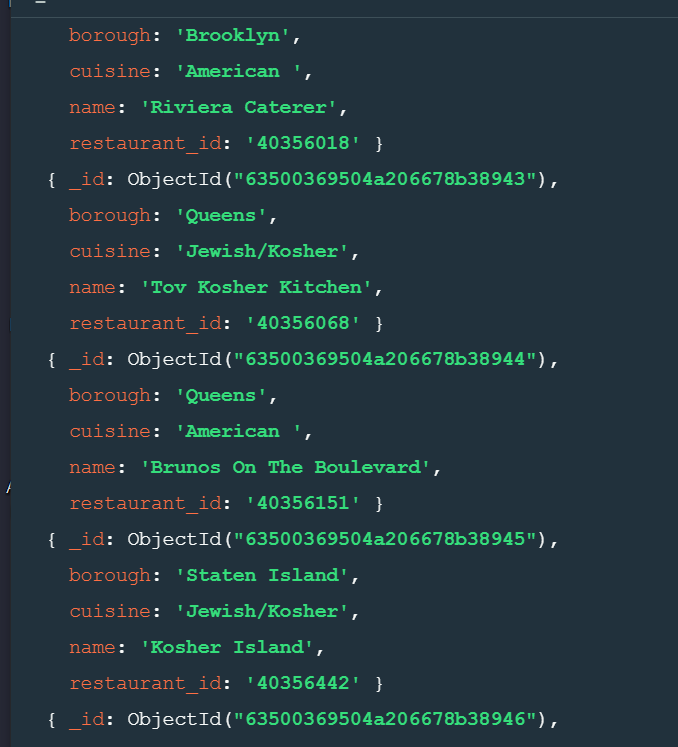 borough: 'Brooklyn',
cuisine: 'American ',
name: 'Riviera Caterer',
restaurant_id: '40356018' }
{ _id: ObjectId("63500369504a206678b38943"),
borough: 'Queens',
cuisine: 'Jewish/Kosher',
name: 'Tov Kosher Kitchen',
restaurant_id: '40356068' }
{ _id: ObjectId("63500369504a206678b38944"),
borough: 'Queens',
cuisine: 'American ',
name: 'Brunos On The Boulevard',
restaurant_id: '40356151' }
{ _id: ObjectId("63500369504a206678b38945"),
borough: 'Staten Island',
cuisine: 'Jewish/Kosher',
name: 'Kosher Island',
restaurant_id: '40356442' }
{ _id: ObjectId("63500369504a206678b38946"),